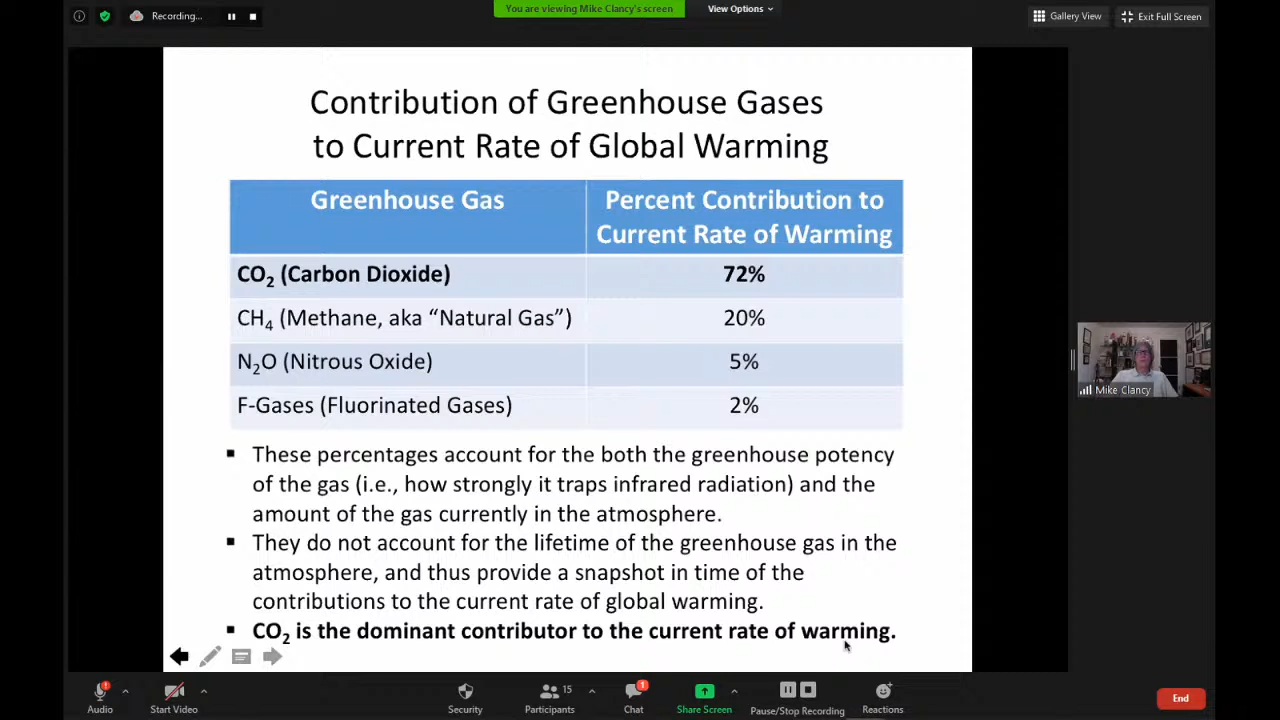 Recording...
You are viewing Mike Clancy's screen
View Options
Gallery View
Exit Full Screen
Contribution of Greenhouse Gases
to Current Rate of Global Warming
Greenhouse Gas
Percent Contribution to
Current Rate of Warming
CO₂ (Carbon Dioxide)
72%
CH₄ (Methane, aka “Natural Gas”)
20%
N₂O (Nitrous Oxide)
5%
F-Gases (Fluorinated Gases)
2%
▪ These percentages account for the both the greenhouse potency
of the gas (i.e., how strongly it traps infrared radiation) and the
amount of the gas currently in the atmosphere.
▪ They do not account for the lifetime of the greenhouse gas in the
atmosphere, and thus provide a snapshot in time of the
contributions to the current rate of global warming.
▪ CO₂ is the dominant contributor to the current rate of warming.
Mike Clancy
Audio
Start Video
Security
15
Participants
1
Chat
Share Screen
Pause/Stop Recording
Reactions
End